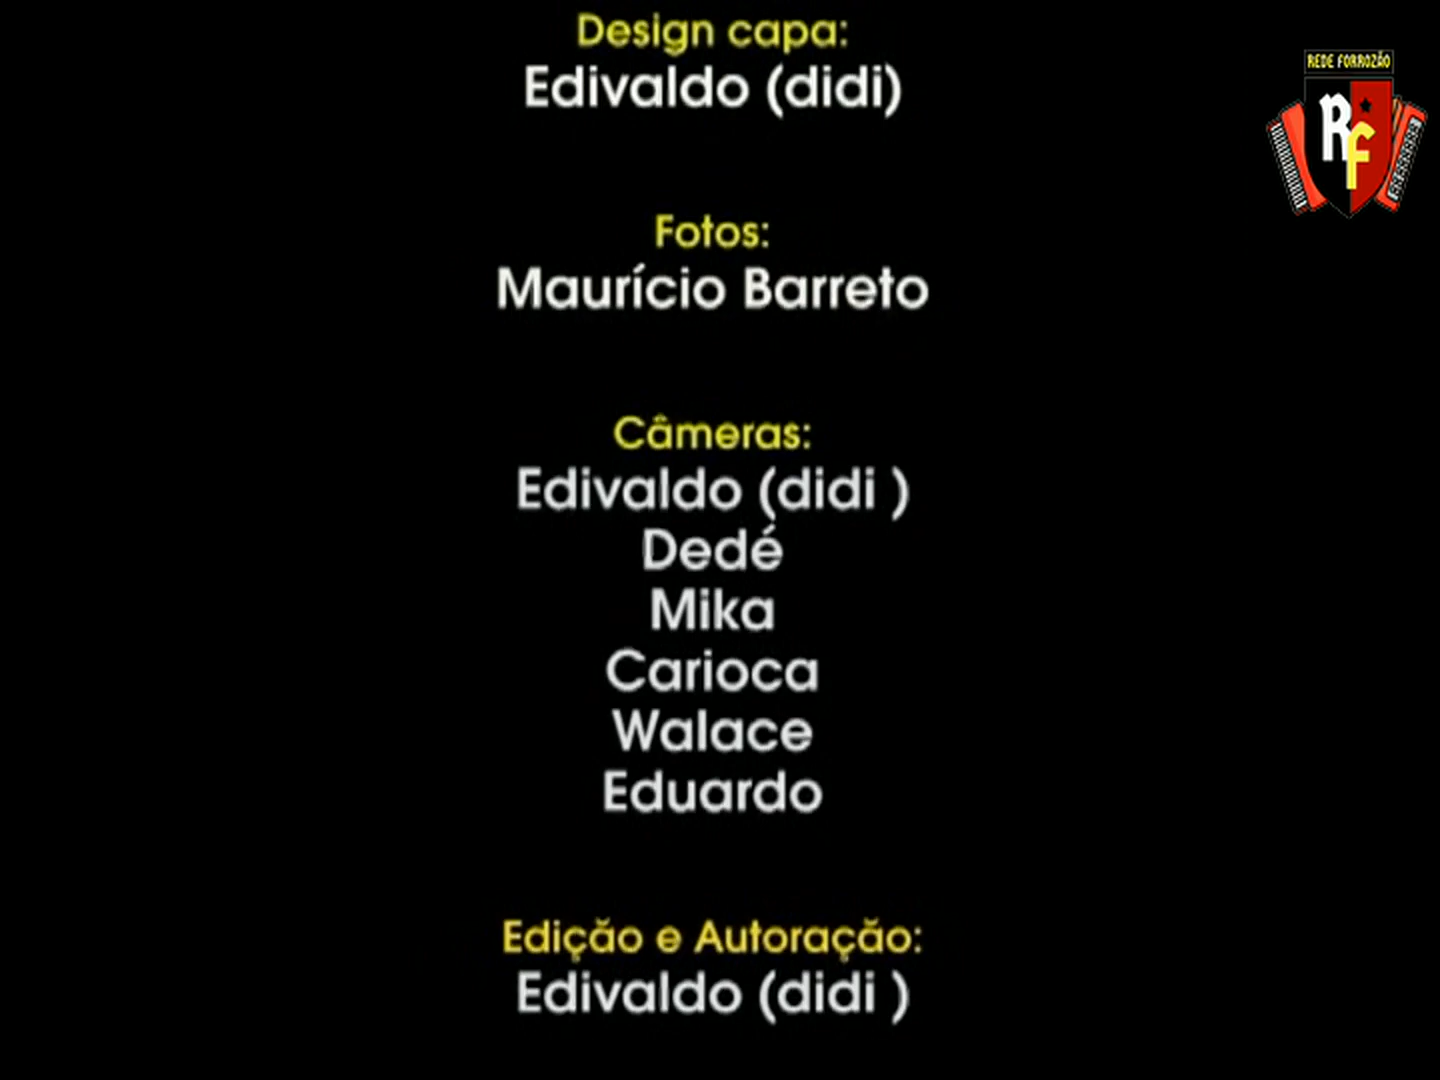 Design capa:
Edivaldo (didi)
REDE FORROZÃO
RF
Fotos:
Maurício Barreto
Câmeras:
Edivaldo (didi )
Dedé
Mika
Carioca
Walace
Eduardo
Edição e Autoração:
Edivaldo (didi )